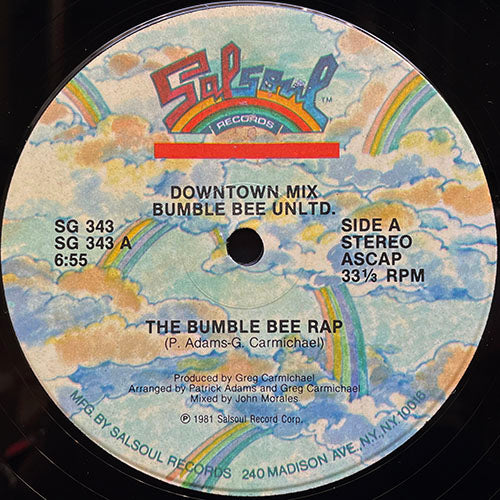 Salsoul
TM
RECORDS
DOWNTOWN MIX
BUMBLE BEE UNLTD.
SG 343
SG 343 A
6:55
SIDE A
STEREO
ASCAP
33⅓ RPM
THE BUMBLE BEE RAP
(P. Adams-G. Carmichael)
Produced by Greg Carmichael
Arranged by Patrick Adams and Greg Carmichael
Mixed by John Morales
℗ 1981 Salsoul Record Corp.
MFG. BY SALSOUL RECORDS 240 MADISON AVE., N.Y., N.Y. 10016